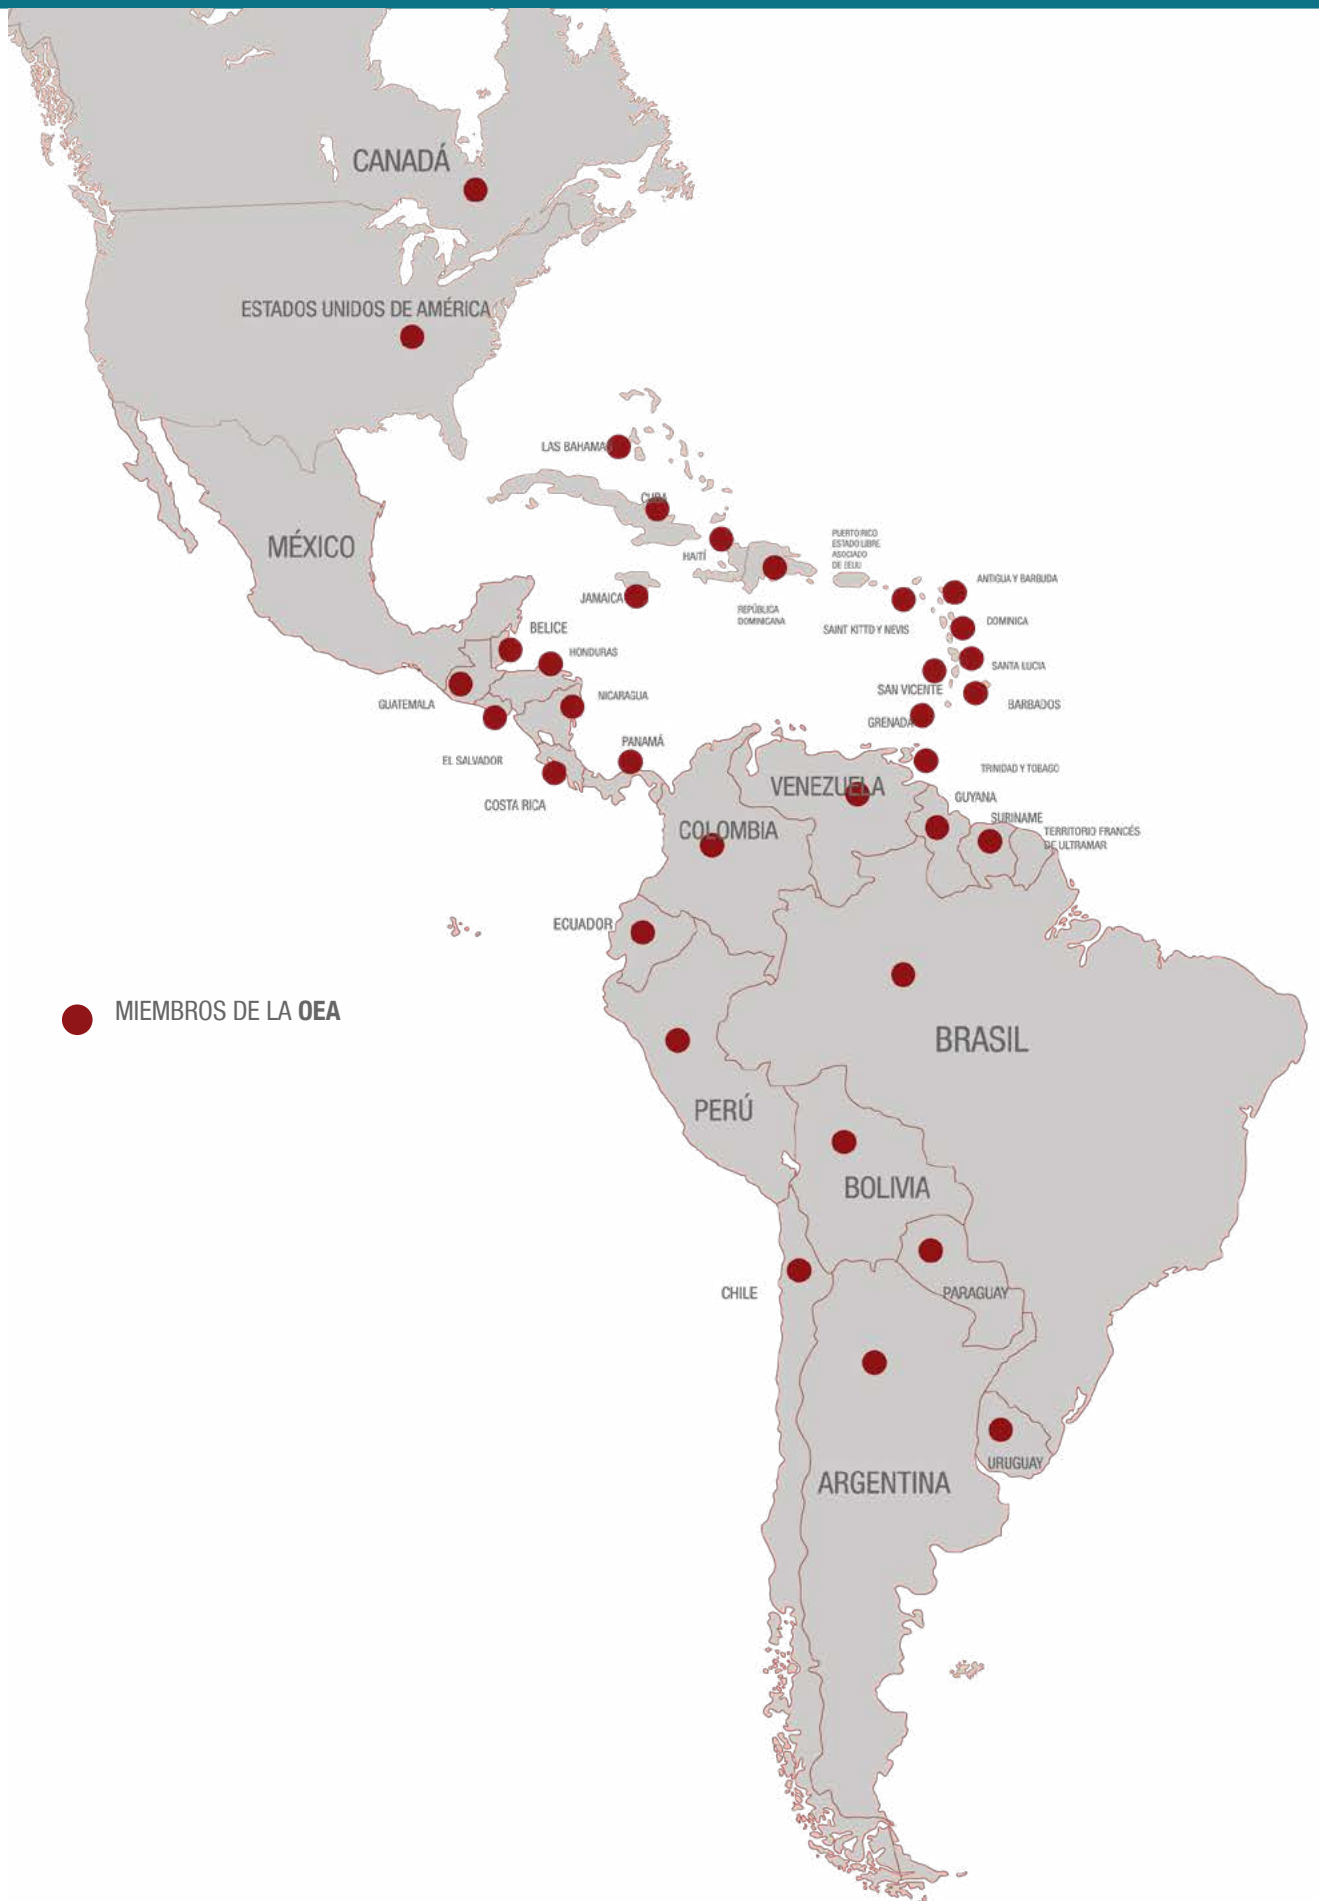 CANADÁ
ESTADOS UNIDOS DE AMÉRICA
LAS BAHAMAS
CUBA
MÉXICO
HAITÍ
PUERTO RICO
ESTADO LIBRE
ASOCIADO
DE EEUU
ANTIGUA Y BARBUDA
JAMAICA
REPÚBLICA
DOMINICANA
SAINT KITTD Y NEVIS
DOMINICA
BELICE
HONDURAS
SANTA LUCIA
SAN VICENTE
GUATEMALA
NICARAGUA
BARBADOS
GRENADA
PANAMÁ
EL SALVADOR
TRINIDAD Y TOBAGO
VENEZUELA
COSTA RICA
GUYANA
SURINAME
COLOMBIA
TERRITORIO FRANCÉS
DE ULTRAMAR
ECUADOR
MIEMBROS DE LA OEA
BRASIL
PERÚ
BOLIVIA
CHILE
PARAGUAY
URUGUAY
ARGENTINA